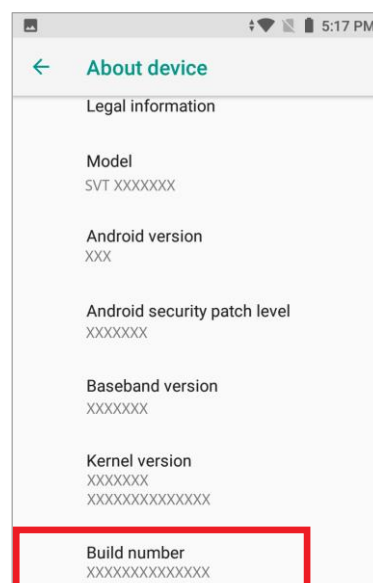 5:17 PM
About device
Legal information
Model
SVT XXXXXXX
Android version
XXX
Android security patch level
XXXXXXX
Baseband version
XXXXXXX
Kernel version
XXXXXXX
XXXXXXXXXXXXXX
Build number
XXXXXXXXXXXXXX